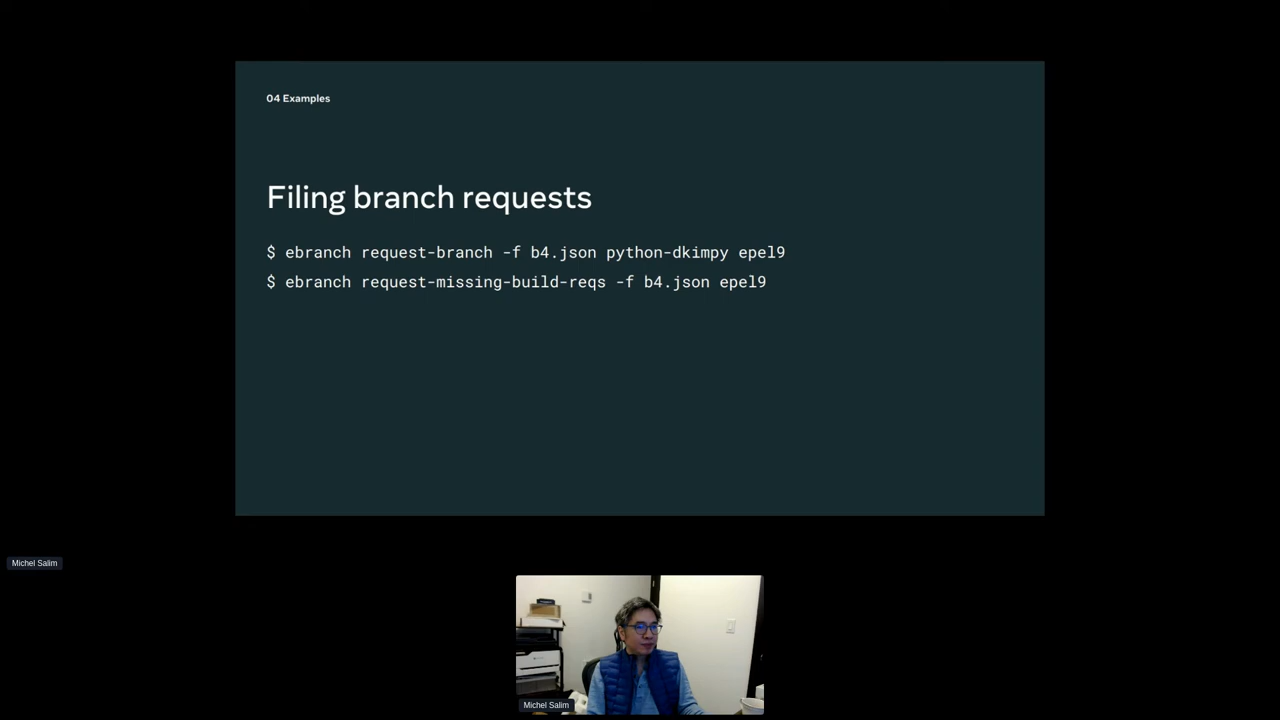 04 Examples
Filing branch requests
$ ebranch request-branch -f b4.json python-dkimpy epel9
$ ebranch request-missing-build-reqs -f b4.json epel9
Michel Salim
Michel Salim